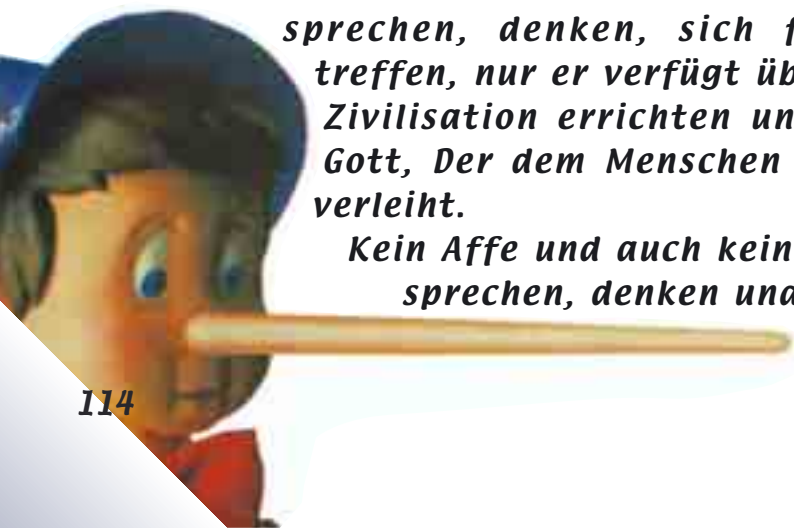 sprechen, denken, sich f
treffen, nur er verfügt üb
Zivilisation errichten un
Gott, Der dem Menschen
verleiht.
Kein Affe und auch kein
sprechen, denken und
114